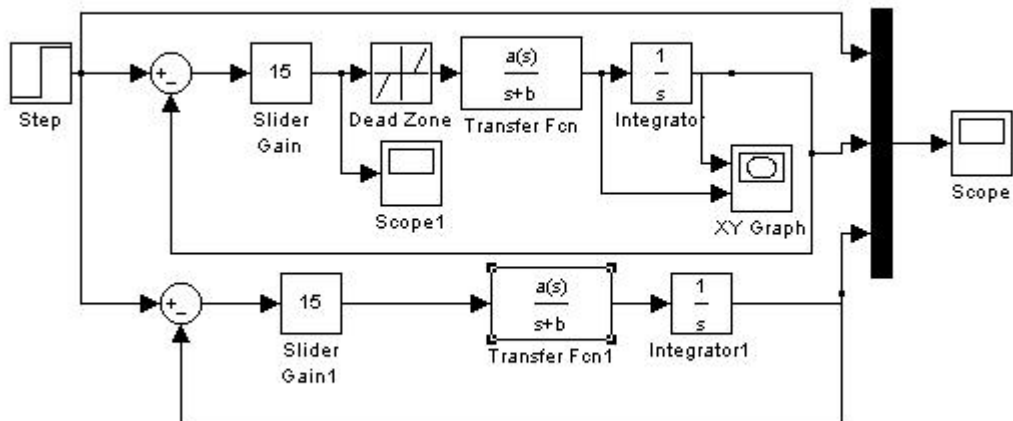 Step
15
Slider
Gain
Dead Zone
a(s)
s+b
Transfer Fcn
1
s
Integrator
Scope1
XY Graph
Scope
15
Slider
Gain1
a(s)
s+b
Transfer Fcn1
1
s
Integrator1